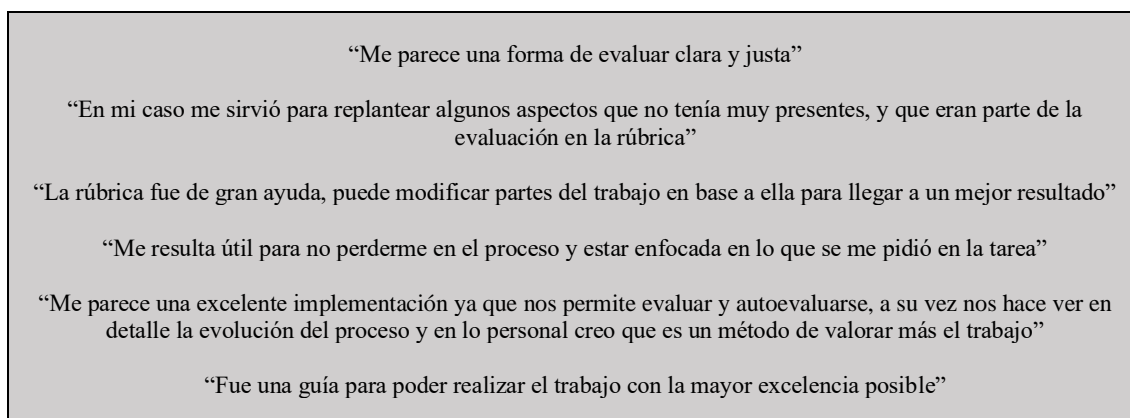 “Me parece una forma de evaluar clara y justa”
“En mi caso me sirvió para replantear algunos aspectos que no tenía muy presentes, y que eran parte de la
evaluación en la rúbrica”
“La rúbrica fue de gran ayuda, puede modificar partes del trabajo en base a ella para llegar a un mejor resultado”
“Me resulta útil para no perderme en el proceso y estar enfocada en lo que se me pidió en la tarea”
“Me parece una excelente implementación ya que nos permite evaluar y autoevaluarse, a su vez nos hace ver en
detalle la evolución del proceso y en lo personal creo que es un método de valorar más el trabajo”
“Fue una guía para poder realizar el trabajo con la mayor excelencia posible”